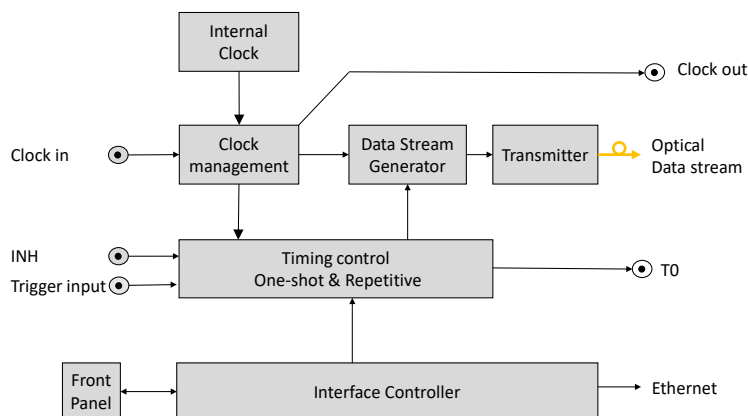 Internal
Clock
Clock out
Clock in
Clock
management
Data Stream
Generator
Transmitter
Optical
Data stream
INH
Trigger input
Timing control
One-shot & Repetitive
T0
Front
Panel
Interface Controller
Ethernet